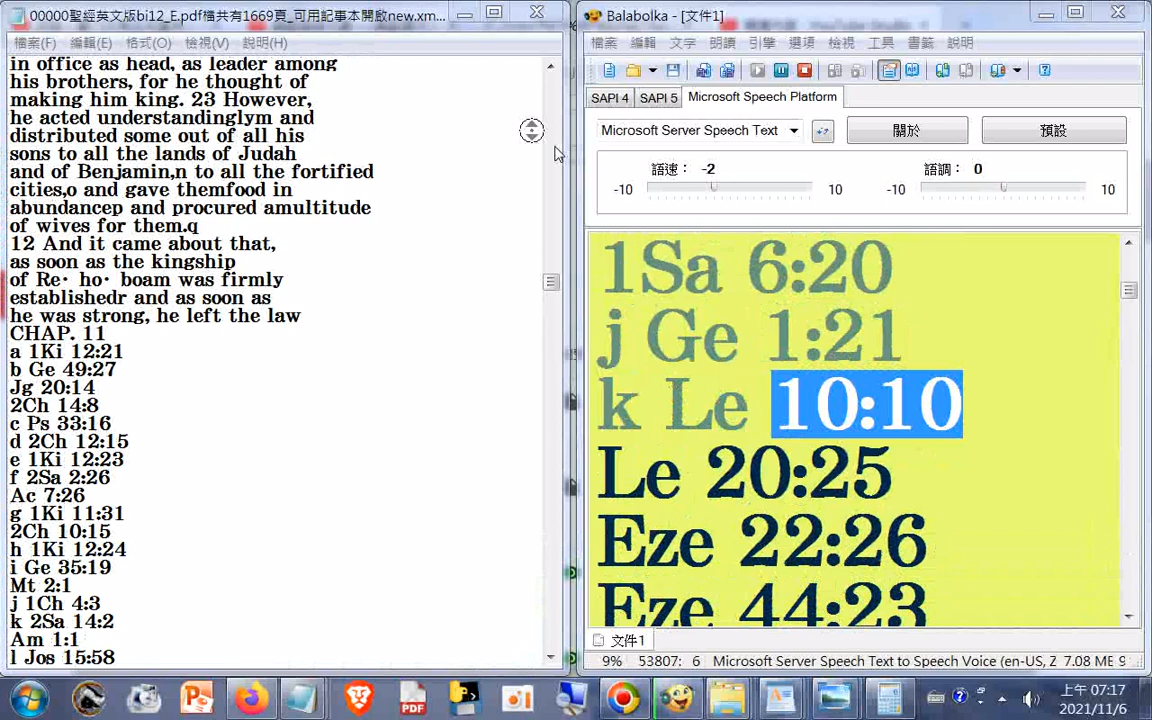 00000聖經英文版bi12_E.pdf檔共有1669頁_可用記事本開啟new.xm...
檔案(F) 編輯(E) 格式(O) 檢視(V) 說明(H)
in office as head, as leader among
his brothers, for he thought of
making him king. 23 However,
he acted understandinglym and
distributed some out of all his
sons to all the lands of Judah
and of Benjamin,n to all the fortified
cities,o and gave themfood in
abundancep and procured amultitude
of wives for them.q
12 And it came about that,
as soon as the kingship
of Re· ho· boam was firmly
establishedr and as soon as
he was strong, he left the law
CHAP. 11
a 1Ki 12:21
b Ge 49:27
Jg 20:14
2Ch 14:8
c Ps 33:16
d 2Ch 12:15
e 1Ki 12:23
f 2Sa 2:26
Ac 7:26
g 1Ki 11:31
2Ch 10:15
h 1Ki 12:24
i Ge 35:19
Mt 2:1
j 1Ch 4:3
k 2Sa 14:2
Am 1:1
l Jos 15:58
Balabolka - [文件1]
檔案 編輯 文字 朗讀 引擎 選項 檢視 工具 書籤 說明
SAPI 4 SAPI 5 Microsoft Speech Platform
Microsoft Server Speech Text 關於 預設
語速： -2 語調： 0
-10 10 -10 10
1Sa 6:20
j Ge 1:21
k Le 10:10
Le 20:25
Eze 22:26
Eze 44:23
文件1
9% 53807: 6 Microsoft Server Speech Text to Speech Voice (en-US, Z 7.08 MB 9
PDF
上午 07:17
2021/11/6